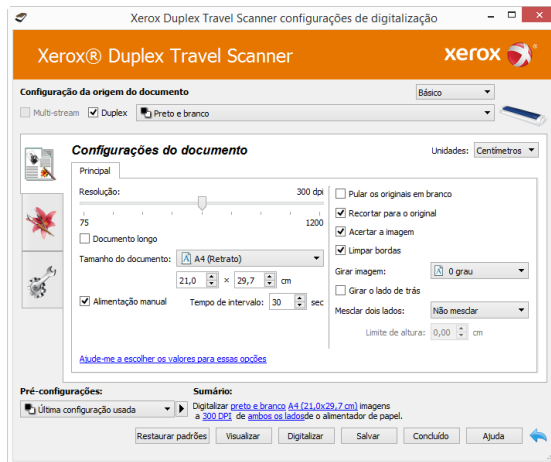 Xerox Duplex Travel Scanner configurações de digitalização
Xerox® Duplex Travel Scanner
xerox
Configuração da origem do documento
Básico
Multi-stream
Duplex
Preto e branco
Configurações do documento
Unidades: Centímetros
Principal
Resolução: 300 dpi
75 1200
Documento longo
Tamanho do documento: A4 (Retrato)
21,0 × 29,7 cm
Alimentação manual
Tempo de intervalo: 30 sec
Pular os originais em branco
Recortar para o original
Acertar a imagem
Limpar bordas
Girar imagem: 0 grau
Girar o lado de trás
Mesclar dois lados: Não mesclar
Limite de altura: 0,00 cm
Ajude-me a escolher os valores para essas opções
Pré-configurações:
Última configuração usada
Sumário:
Digitalizar preto e branco A4 (21,0x29,7 cm) imagens
a 300 DPI de ambos os ladosde o alimentador de papel.
Restaurar padrões
Visualizar
Digitalizar
Salvar
Concluído
Ajuda